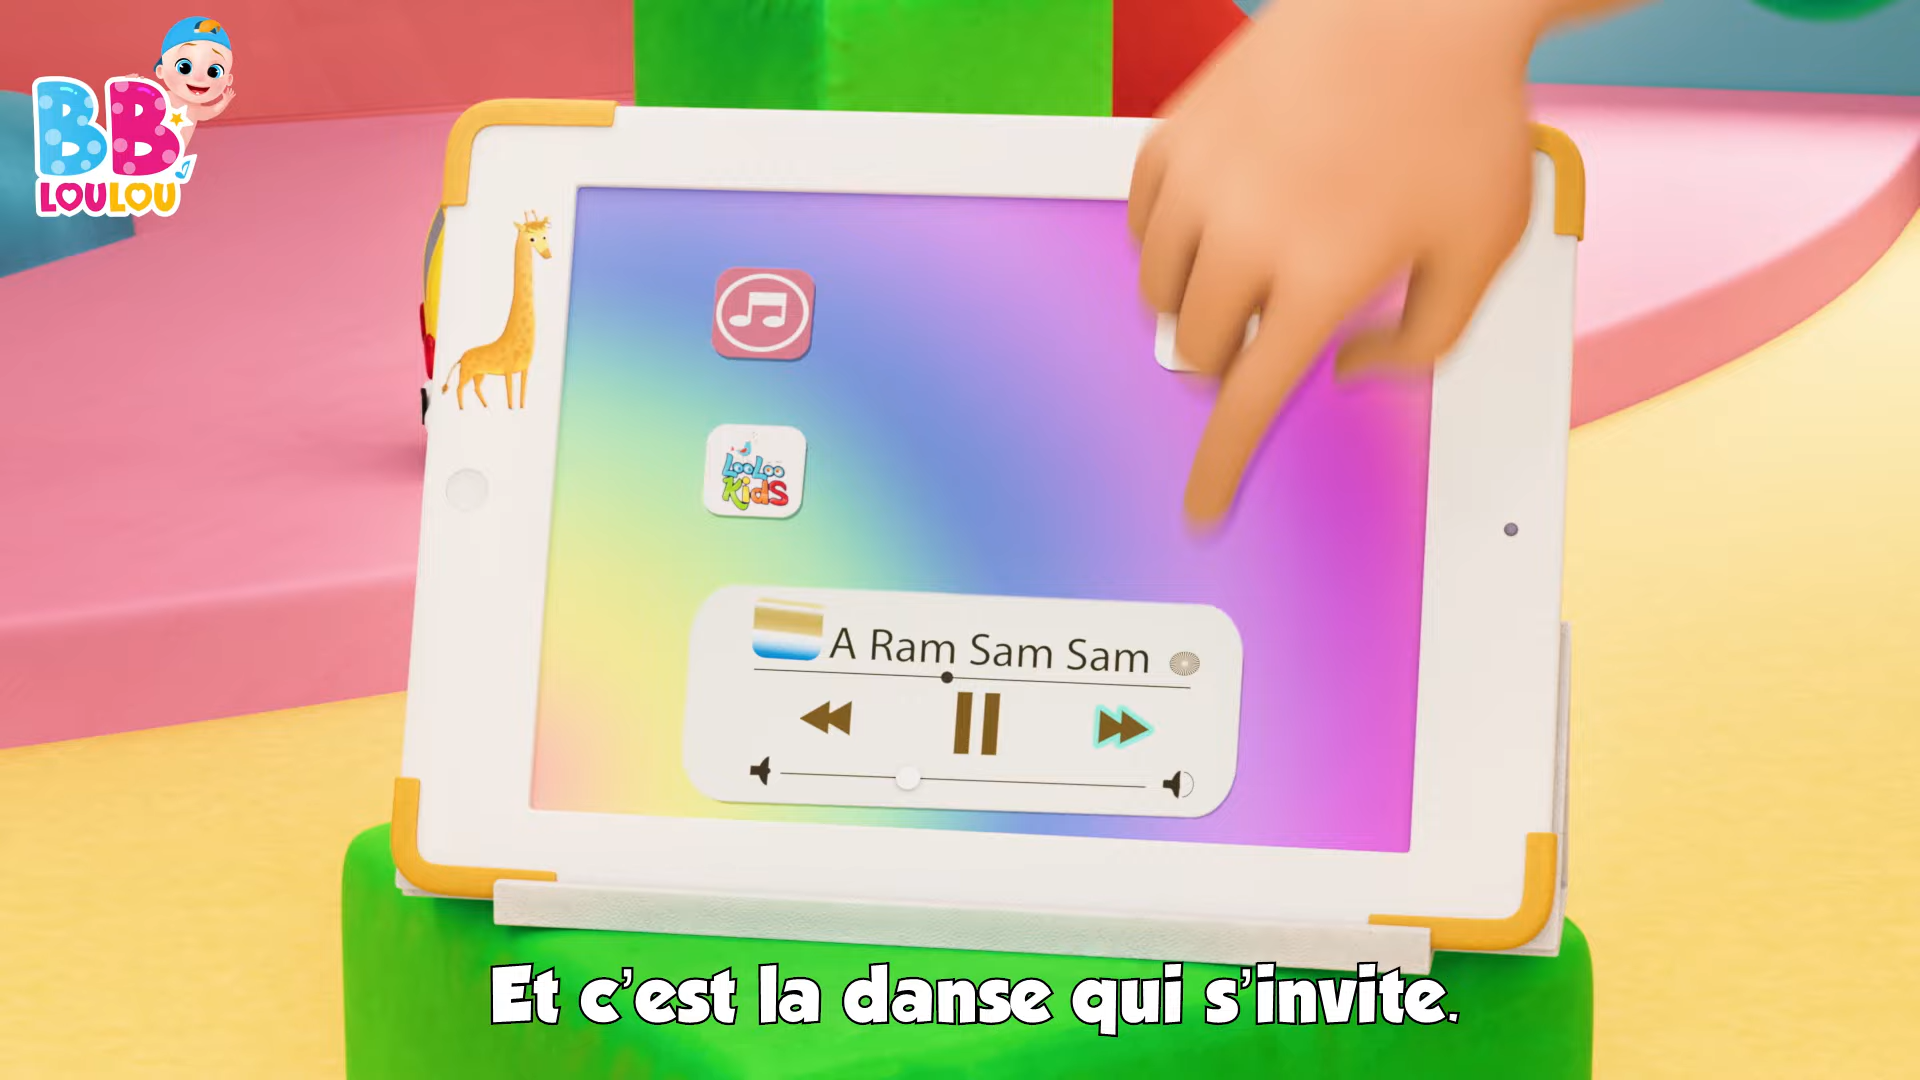 BB
LOULOU
LooLoo
Kids
A Ram Sam Sam
Et c'est la danse qui s'invite.